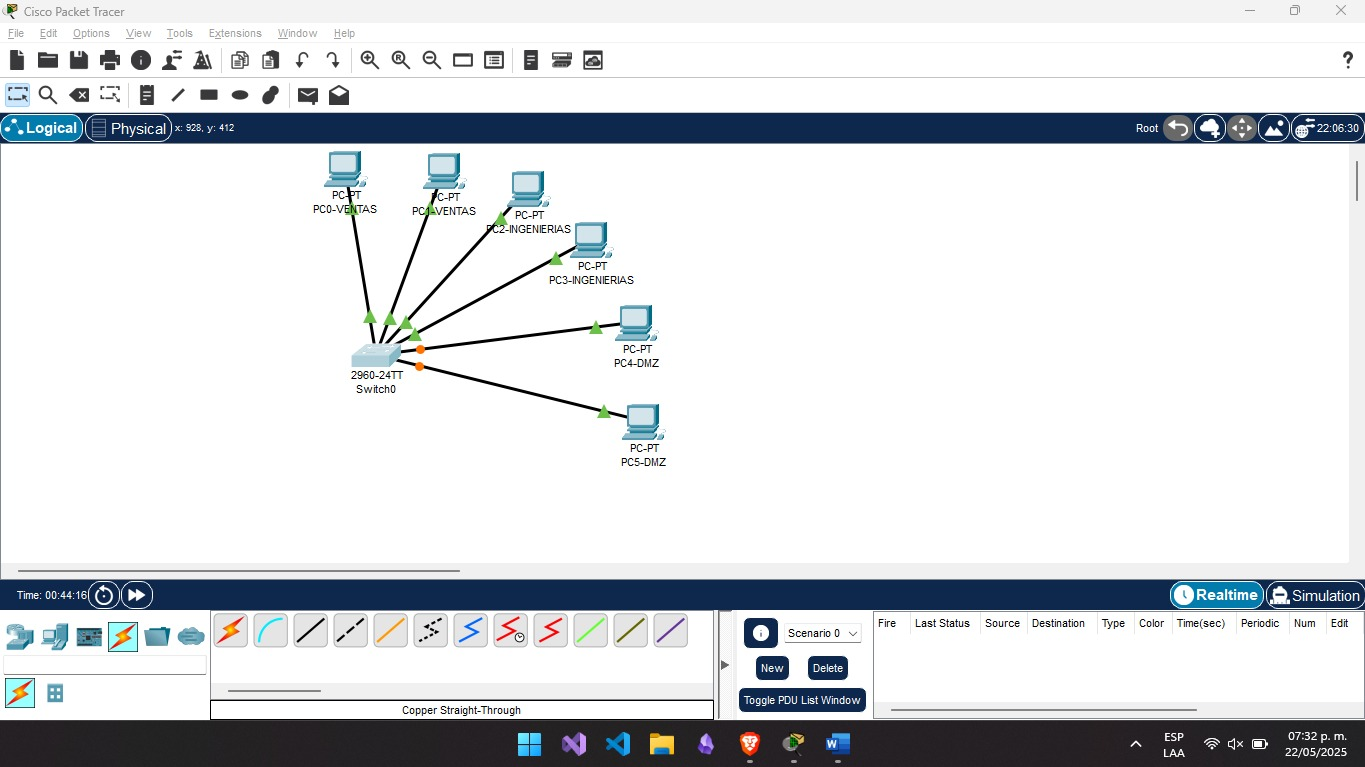 Cisco Packet Tracer
File Edit Options View Tools Extensions Window Help
?
Logical Physical x: 928, y: 412 Root 22:06:30
PC-PT
PC0-VENTAS
PC-PT
PC1-VENTAS
PC-PT
PC2-INGENIERIAS
PC-PT
PC3-INGENIERIAS
PC-PT
PC4-DMZ
2960-24TT
Switch0
PC-PT
PC5-DMZ
Time: 00:44:16 Realtime Simulation
Scenario 0
New Delete
Toggle PDU List Window
Fire Last Status Source Destination Type Color Time(sec) Periodic Num Edit
Copper Straight-Through
ESP
LAA
07:32 p. m.
22/05/2025